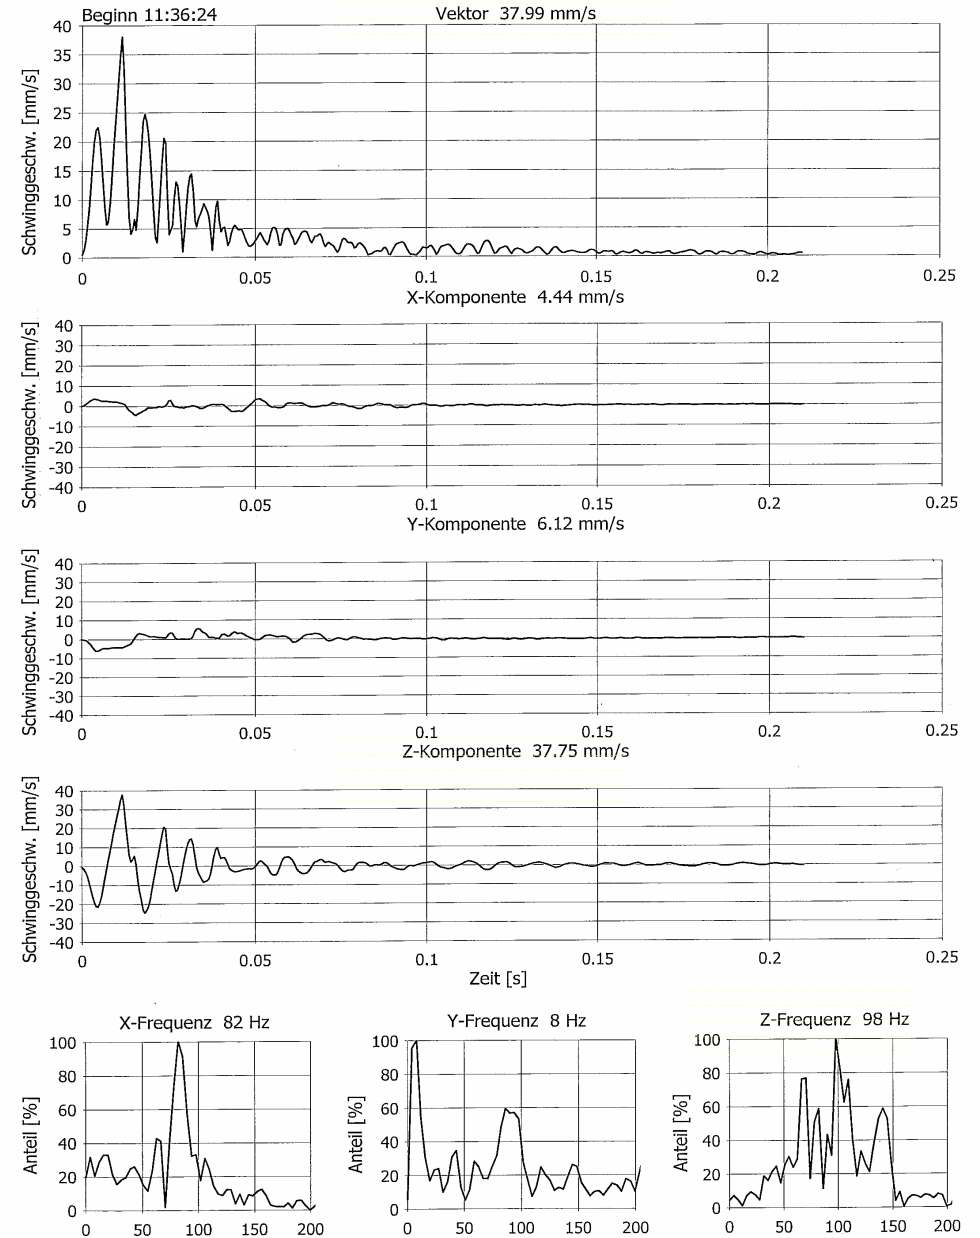 Beginn 11:36:24
Vektor 37.99 mm/s
Schwinggeschw. [mm/s]
40
35
30
25
20
15
10
5
0
0 0.05 0.1 0.15 0.2 0.25
X-Komponente 4.44 mm/s
Schwinggeschw. [mm/s]
40
30
20
10
0
-10
-20
-30
-40
0 0.05 0.1 0.15 0.2 0.25
Y-Komponente 6.12 mm/s
Schwinggeschw. [mm/s]
40
30
20
10
0
-10
-20
-30
-40
0 0.05 0.1 0.15 0.2 0.25
Z-Komponente 37.75 mm/s
Schwinggeschw. [mm/s]
40
30
20
10
0
-10
-20
-30
-40
0 0.05 0.1 0.15 0.2 0.25
Zeit [s]
X-Frequenz 82 Hz
Anteil [%]
100
80
60
40
20
0
0 50 100 150 200
Y-Frequenz 8 Hz
Anteil [%]
100
80
60
40
20
0
0 50 100 150 200
Z-Frequenz 98 Hz
Anteil [%]
100
80
60
40
20
0
0 50 100 150 200